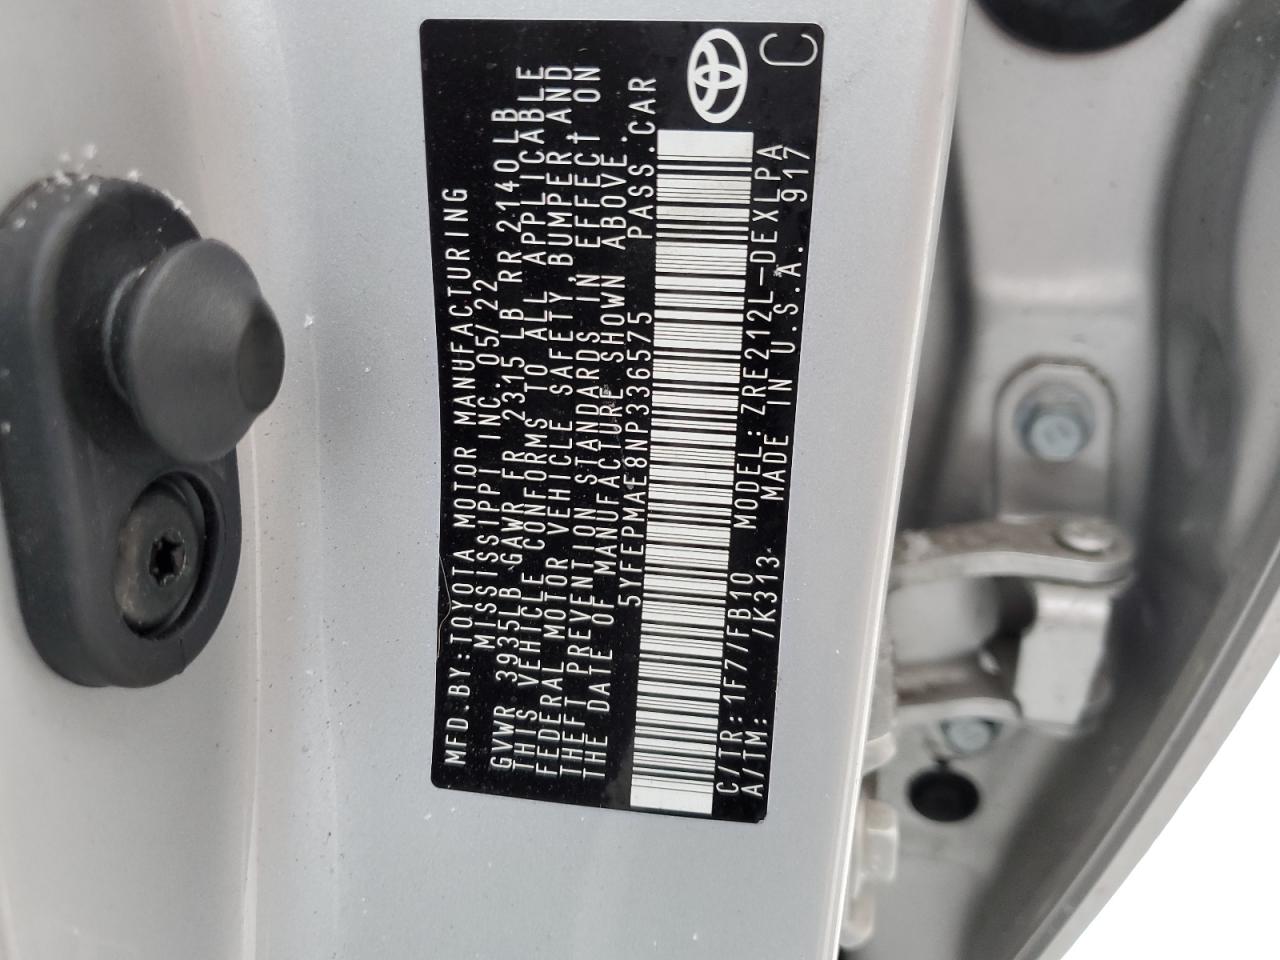 MFD.BY:TOYOTA MOTOR MANUFACTURING
MISSISSIPPI INC. 05/22
GVWR 3935LB GAWR FR 2315 LB RR 2140LB
THIS VEHICLE CONFORMS TO ALL APPLICABLE
FEDERAL MOTOR VEHICLE SAFETY BUMPER, AND
THEFT PREVENTION STANDARDS IN EFFECT ON
THE DATE OF MANUFACTURE SHOWN ABOVE.
5YFEPMAE8NP336575 PASS.CAR
C/TR: 1F7/FB10 MODEL: ZRE212L-DEXLPA
A/TM: /K313 MADE IN U.S.A. 917
C